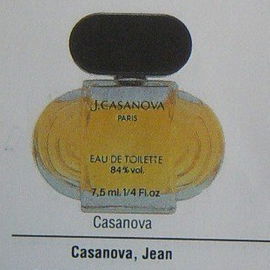 J.CASANOVA
PARIS
EAU DE TOILETTE
84% vol.
7,5 ml. 1/4 Fl.oz
Casanova
Casanova, Jean